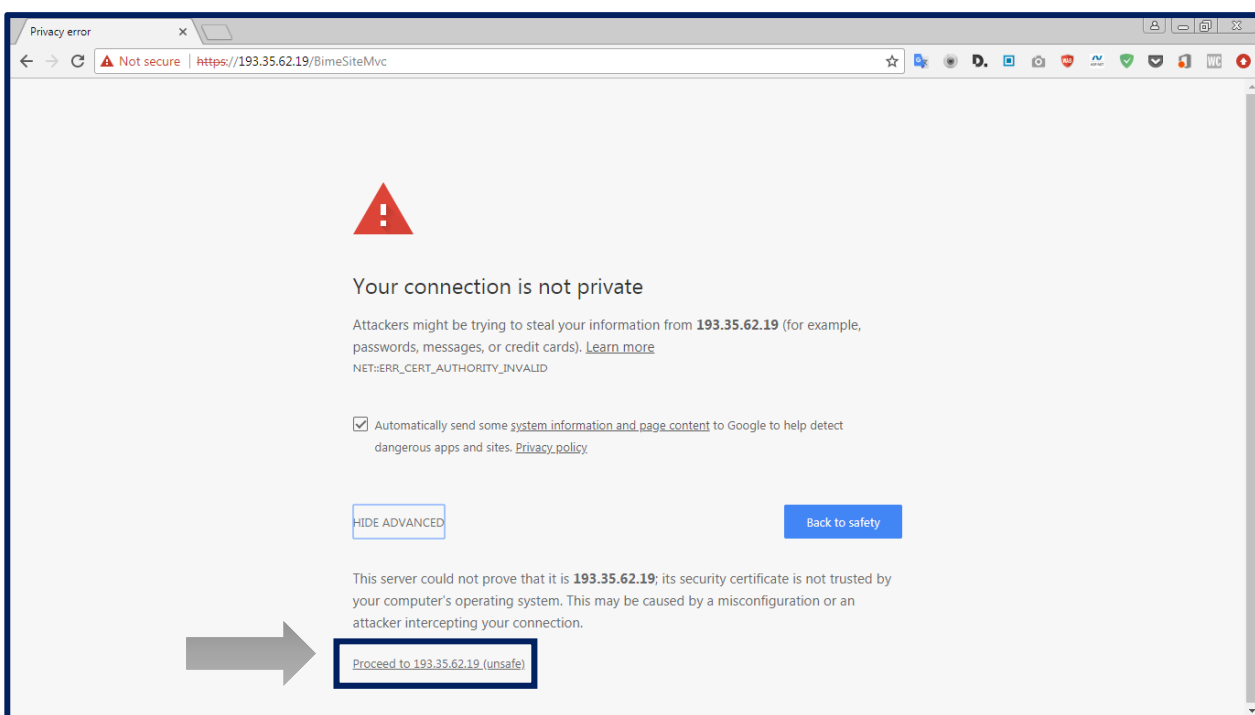 Privacy error
Not secure | https://193.35.62.19/BimeSiteMvc
D.
WC
Your connection is not private
Attackers might be trying to steal your information from 193.35.62.19 (for example,
passwords, messages, or credit cards). Learn more
NET::ERR_CERT_AUTHORITY_INVALID
Automatically send some system information and page content to Google to help detect
dangerous apps and sites. Privacy policy
HIDE ADVANCED
Back to safety
This server could not prove that it is 193.35.62.19; its security certificate is not trusted by
your computer's operating system. This may be caused by a misconfiguration or an
attacker intercepting your connection.
Proceed to 193.35.62.19 (unsafe)